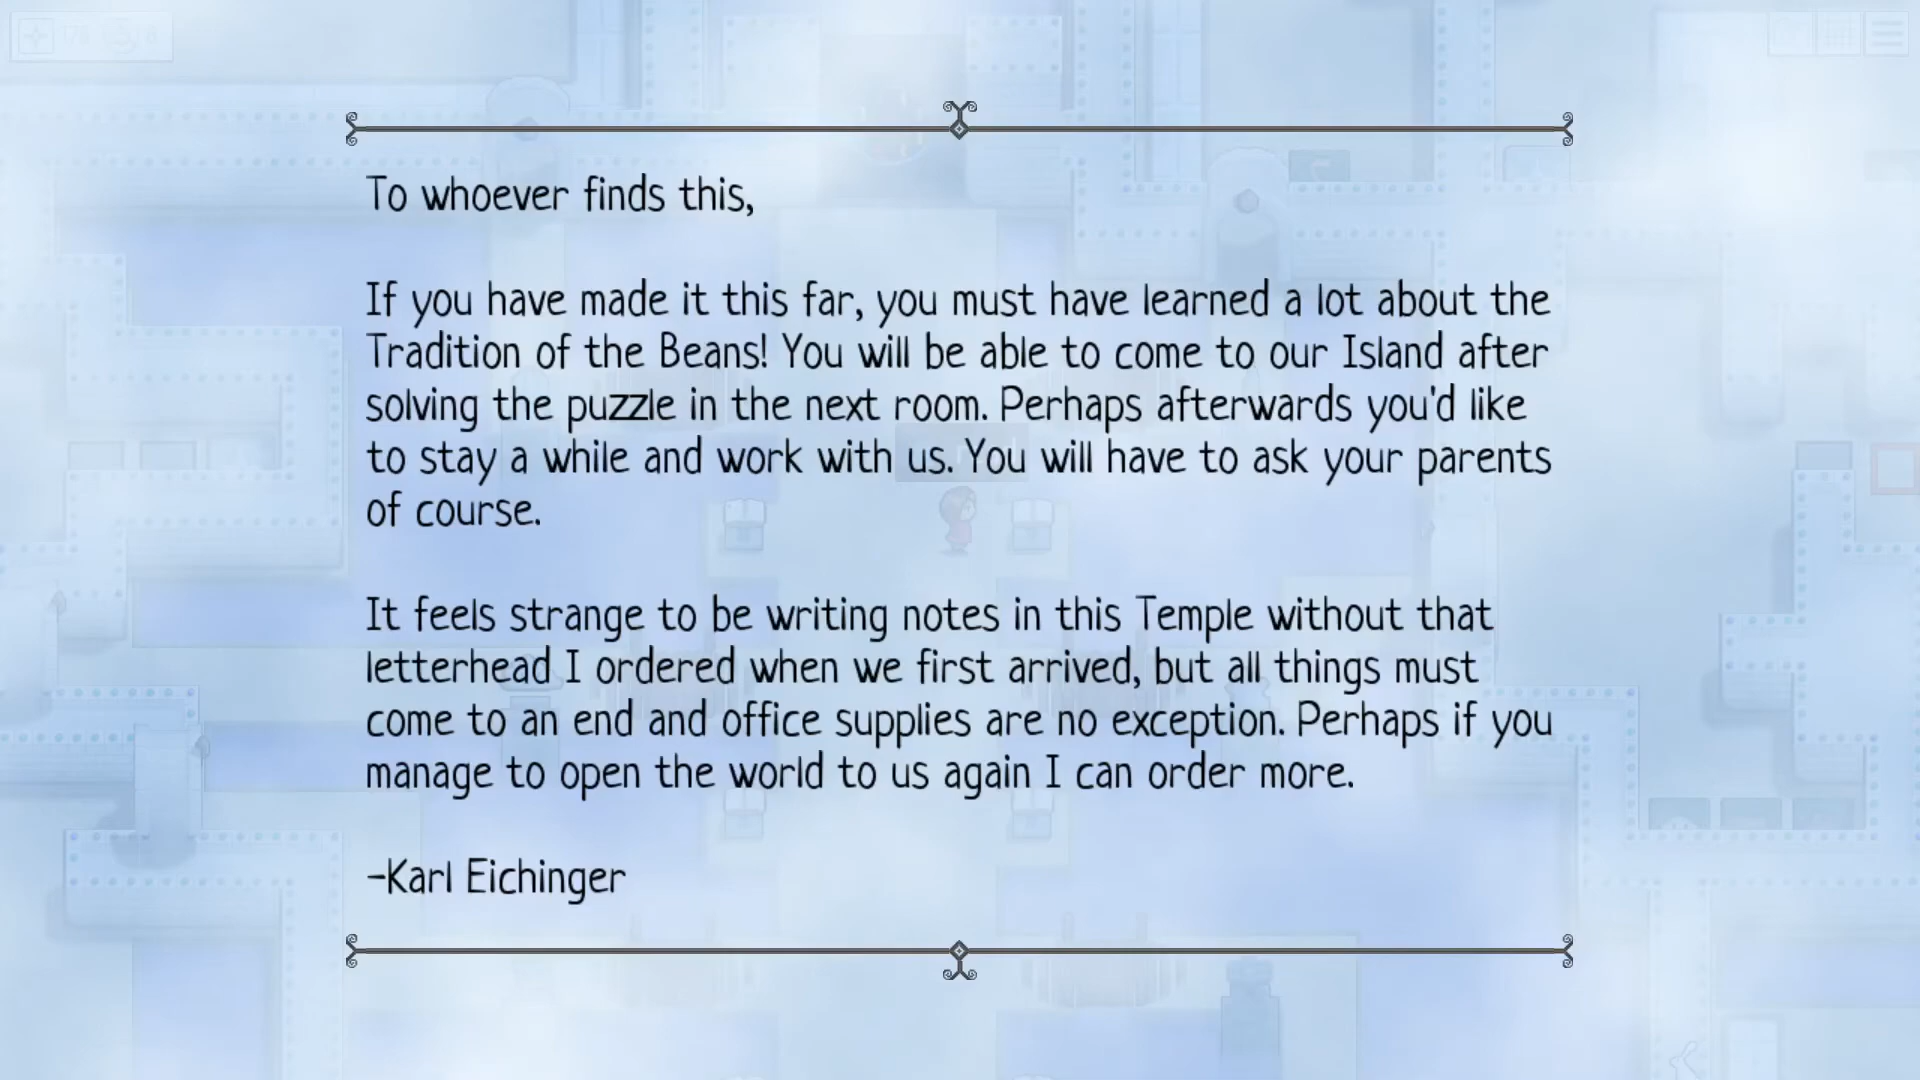 To whoever finds this,
If you have made it this far, you must have learned a lot about the
Tradition of the Beans! You will be able to come to our Island after
solving the puzzle in the next room. Perhaps afterwards you'd like
to stay a while and work with us. You will have to ask your parents
of course.
It feels strange to be writing notes in this Temple without that
letterhead I ordered when we first arrived, but all things must
come to an end and office supplies are no exception. Perhaps if you
manage to open the world to us again I can order more.
-Karl Eichinger